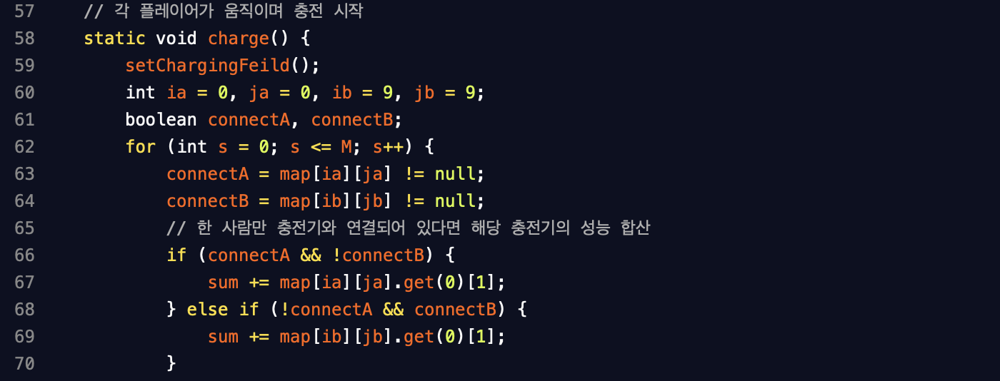 57 // 각 플레이어가 움직이며 충전 시작
58 static void charge() {
59 setChargingFeild();
60 int ia = 0, ja = 0, ib = 9, jb = 9;
61 boolean connectA, connectB;
62 for (int s = 0; s <= M; s++) {
63 connectA = map[ia][ja] != null;
64 connectB = map[ib][jb] != null;
65 // 한 사람만 충전기와 연결되어 있다면 해당 충전기의 성능 합산
66 if (connectA && !connectB) {
67 sum += map[ia][ja].get(0)[1];
68 } else if (!connectA && connectB) {
69 sum += map[ib][jb].get(0)[1];
70 }